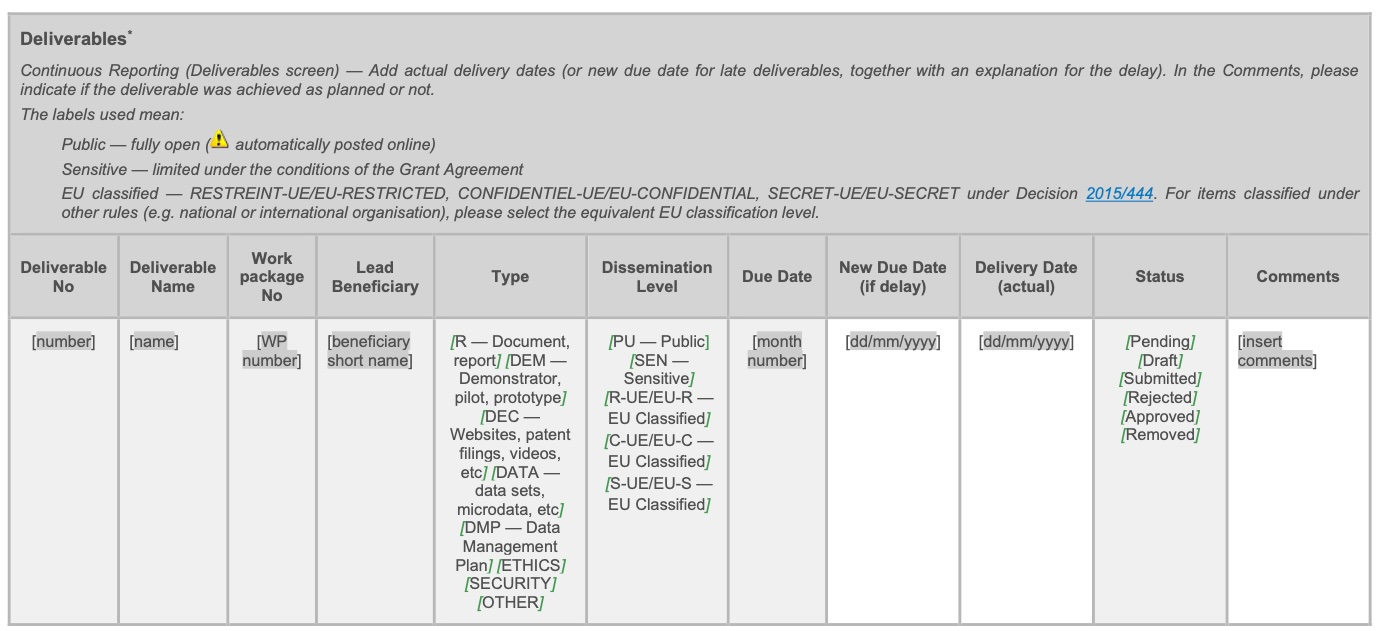 Deliverables*
Continuous Reporting (Deliverables screen) — Add actual delivery dates (or new due date for late deliverables, together with an explanation for the delay). In the Comments, please
indicate if the deliverable was achieved as planned or not.
The labels used mean:
Public — fully open (⚠ automatically posted online)
Sensitive — limited under the conditions of the Grant Agreement
EU classified — RESTREINT-UE/EU-RESTRICTED, CONFIDENTIEL-UE/EU-CONFIDENTIAL, SECRET-UE/EU-SECRET under Decision 2015/444. For items classified under
other rules (e.g. national or international organisation), please select the equivalent EU classification level.
Deliverable
No
Deliverable
Name
Work
package
No
Lead
Beneficiary
Type
Dissemination
Level
Due Date
New Due Date
(if delay)
Delivery Date
(actual)
Status
Comments
[number]
[name]
[WP
number]
[beneficiary
short name]
[R — Document,
report] [DEM —
Demonstrator,
pilot, prototype]
[DEC —
Websites, patent
filings, videos,
etc] [DATA —
data sets,
microdata, etc]
[DMP — Data
Management
Plan] [ETHICS]
[SECURITY]
[OTHER]
[PU — Public]
[SEN —
Sensitive]
[R-UE/EU-R —
EU Classified]
[C-UE/EU-C —
EU Classified]
[S-UE/EU-S —
EU Classified]
[month
number]
[dd/mm/yyyy]
[dd/mm/yyyy]
[Pending]
[Draft]
[Submitted]
[Rejected]
[Approved]
[Removed]
[insert
comments]